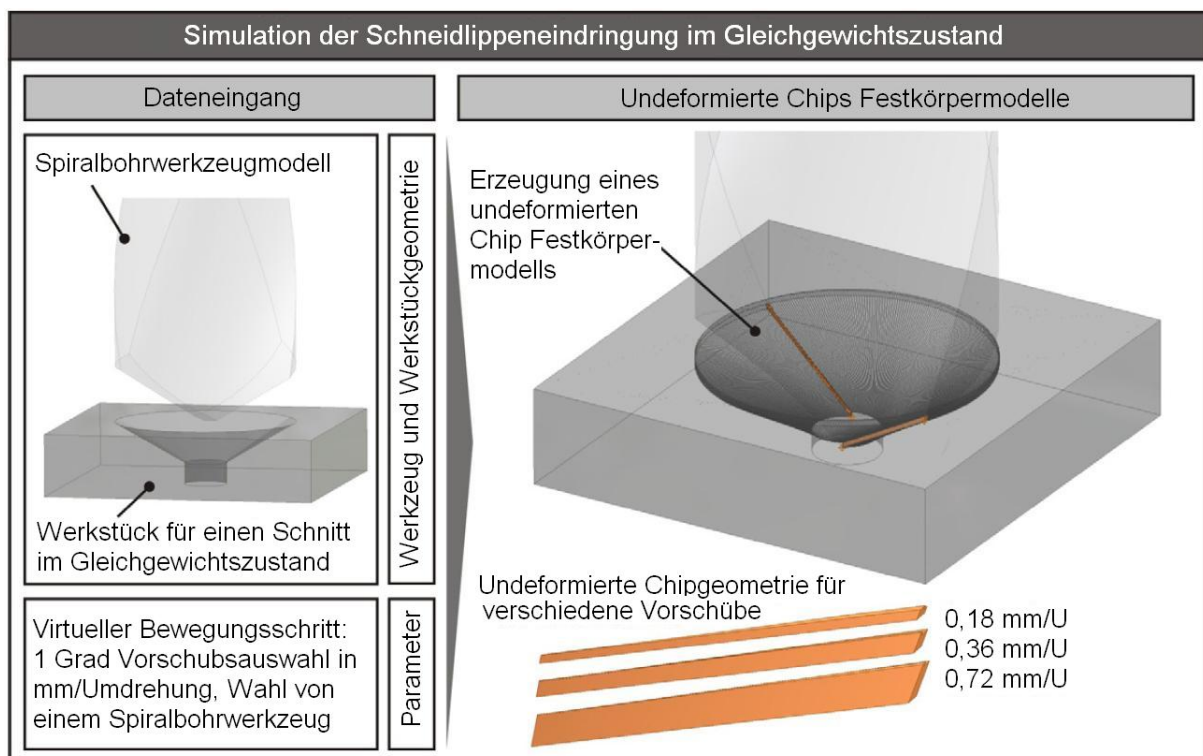 Simulation der Schneidlippeneindringung im Gleichgewichtszustand
Dateneingang
Spiralbohrwerkzeugmodell
Werkstück für einen Schnitt
im Gleichgewichtszustand
Werkzeug und Werkstückgeometrie
Virtueller Bewegungsschritt:
1 Grad Vorschubsauswahl in
mm/Umdrehung, Wahl von
einem Spiralbohrwerkzeug
Parameter
Undeformierte Chips Festkörpermodelle
Erzeugung eines
undeformierten
Chip Festkörper-
modells
Undeformierte Chipgeometrie für
verschiedene Vorschübe
0,18 mm/U
0,36 mm/U
0,72 mm/U